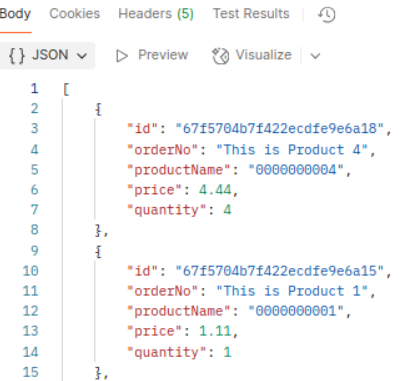 Body Cookies Headers (5) Test Results
{} JSON Preview Visualize
1 [
2 {
3 "id": "67f5704b7f422ecdfe9e6a18",
4 "orderNo": "This is Product 4",
5 "productName": "0000000004",
6 "price": 4.44,
7 "quantity": 4
8 },
9 {
10 "id": "67f5704b7f422ecdfe9e6a15",
11 "orderNo": "This is Product 1",
12 "productName": "0000000001",
13 "price": 1.11,
14 "quantity": 1
15 },